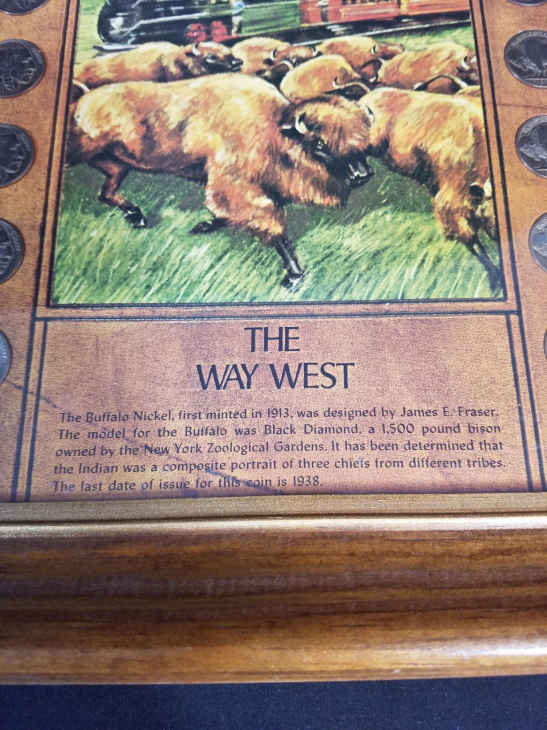 THE
WAY WEST
The Buffalo Nickel, first minted in 1913, was designed by James E. Fraser.
The model for the Buffalo was Black Diamond, a 1,500 pound bison
owned by the New York Zoological Gardens. It has been determined that
the Indian was a composite portrait of three chiefs from different tribes.
The last date of issue for this coin is 1938.